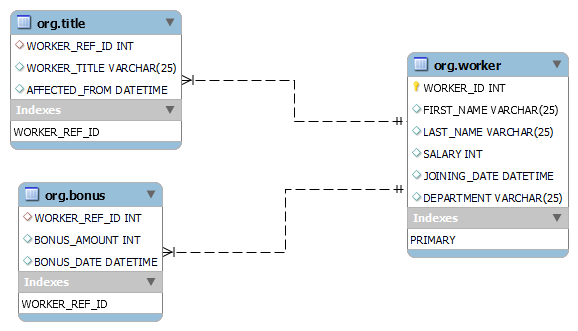 org.title
WORKER_REF_ID INT
WORKER_TITLE VARCHAR(25)
AFFECTED_FROM DATETIME
Indexes
WORKER_REF_ID
org.bonus
WORKER_REF_ID INT
BONUS_AMOUNT INT
BONUS_DATE DATETIME
Indexes
WORKER_REF_ID
org.worker
WORKER_ID INT
FIRST_NAME VARCHAR(25)
LAST_NAME VARCHAR(25)
SALARY INT
JOINING_DATE DATETIME
DEPARTMENT VARCHAR(25)
Indexes
PRIMARY